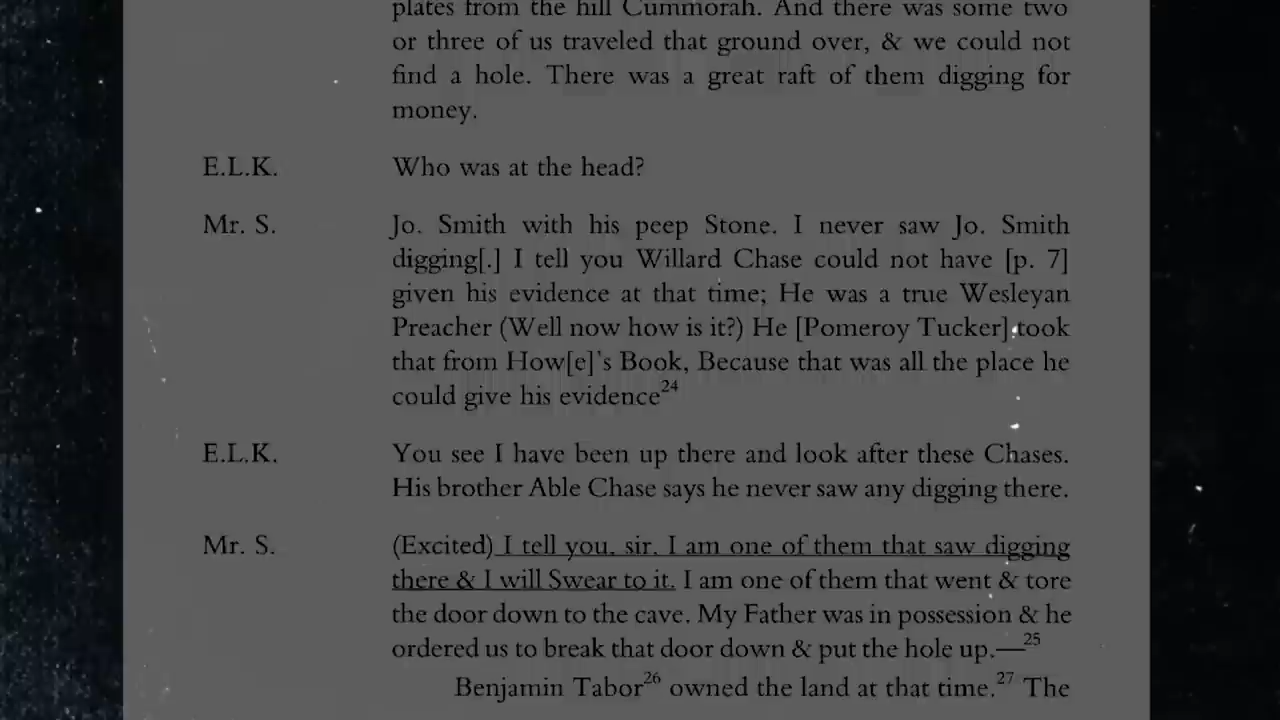 plates from the hill Cummorah. And there was some two
or three of us traveled that ground over, & we could not
find a hole. There was a great raft of them digging for
money.
E.L.K. Who was at the head?
Mr. S. Jo. Smith with his peep Stone. I never saw Jo. Smith
digging[.] I tell you Willard Chase could not have [p. 7]
given his evidence at that time; He was a true Wesleyan
Preacher (Well now how is it?) He [Pomeroy Tucker] took
that from How[e]'s Book, Because that was all the place he
could give his evidence24
E.L.K. You see I have been up there and look after these Chases.
His brother Able Chase says he never saw any digging there.
Mr. S. (Excited) I tell you, sir, I am one of them that saw digging
there & I will Swear to it. I am one of them that went & tore
the door down to the cave. My Father was in possession & he
ordered us to break that door down & put the hole up.—25
Benjamin Tabor26 owned the land at that time.27 The